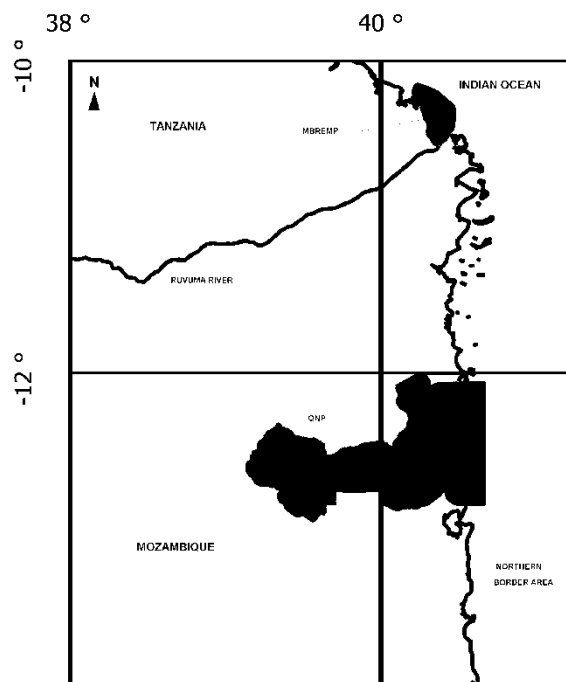 38 °
40 °
-10 °
N
INDIAN OCEAN
TANZANIA
MBREMP
RUVUMA RIVER
-12 °
QNP
MOZAMBIQUE
NORTHERN
BORDER AREA